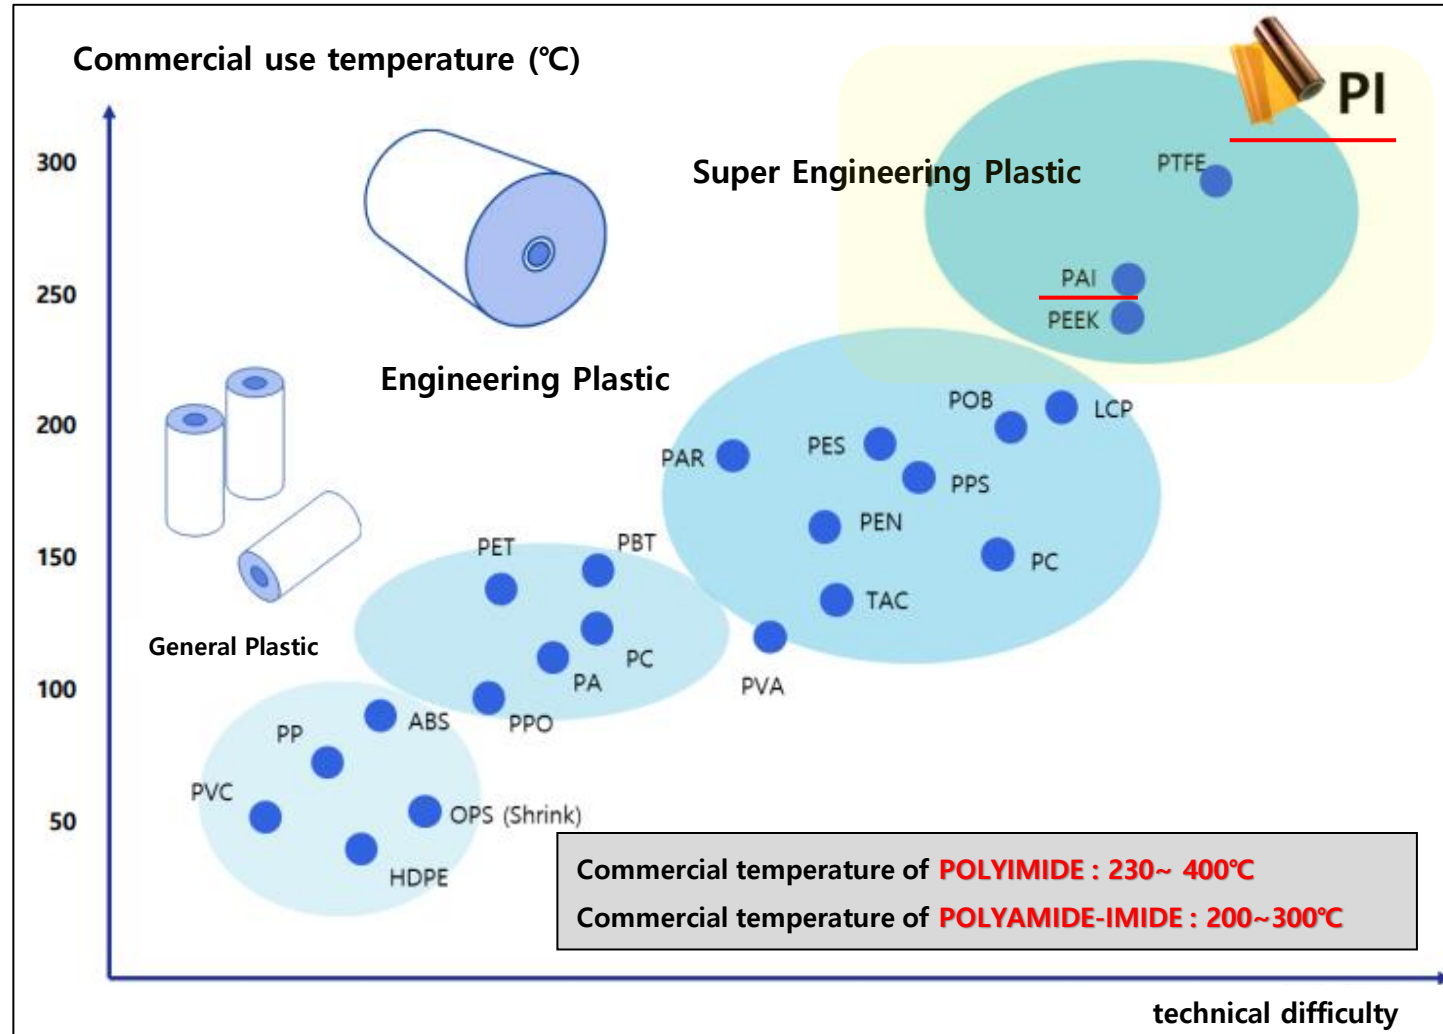 Commercial use temperature (℃)
PI
300
Super Engineering Plastic
PTFE
250
PAI
PEEK
Engineering Plastic
200
POB
LCP
PAR
PES
PPS
PEN
150
PET
PBT
PC
TAC
General Plastic
PC
100
PA
PVA
ABS
PPO
PP
PVC
50
OPS (Shrink)
HDPE
Commercial temperature of POLYIMIDE : 230~ 400℃
Commercial temperature of POLYAMIDE-IMIDE : 200~300℃
technical difficulty